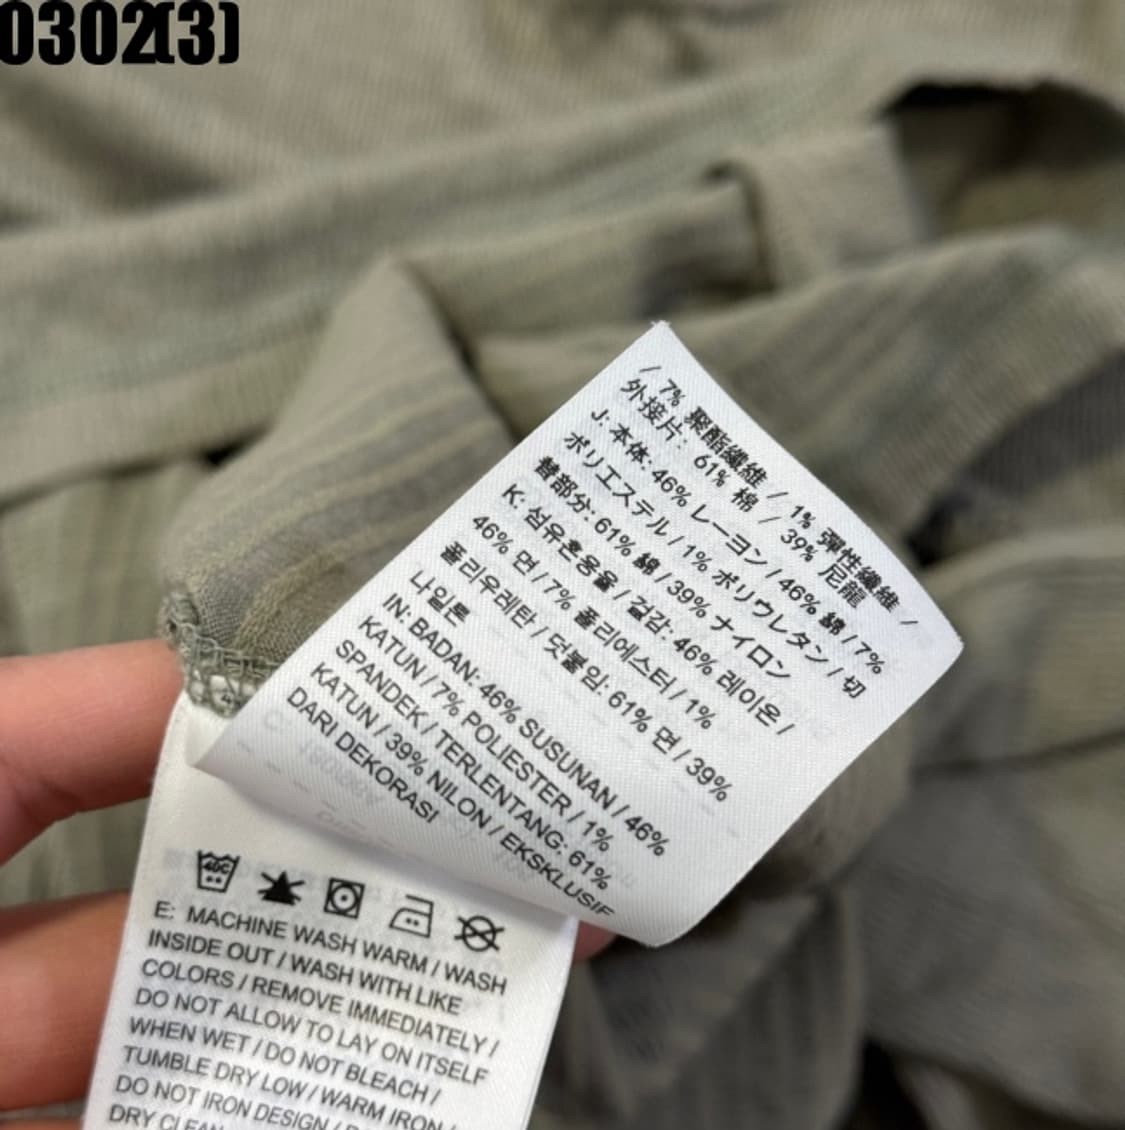 0302(3)
/ 7% 聚酯纖維 / 1% 彈性纖維 /
外接片: 61% 棉 / 39% 尼龍
J: 本体: 46% レーヨン / 46% 綿 / 7%
ポリエステル / 1% ポリウレタン / 切
替部分: 61% 綿 / 39% ナイロン
K: 섬유혼용율 / 겉감: 46% 레이온 /
46% 면 / 7% 폴리에스터 / 1%
폴리우레탄 / 덧붙임: 61% 면 / 39%
나일론
IN: BADAN: 46% SUSUNAN / 46%
KATUN / 7% POLIESTER / 1%
SPANDEK / TERLENTANG: 61%
KATUN / 39% NILON / EKSKLUSIF
DARI DEKORASI
40C
E: MACHINE WASH WARM / WASH
INSIDE OUT / WASH WITH LIKE
COLORS / REMOVE IMMEDIATELY /
DO NOT ALLOW TO LAY ON ITSELF
WHEN WET / DO NOT BLEACH /
TUMBLE DRY LOW / WARM IRON /
DO NOT IRON DESIGN /
DRY CLEAN